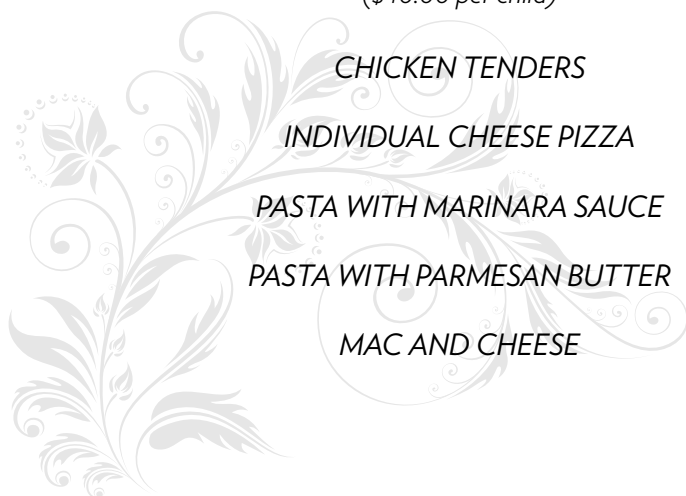 per child)
CHICKEN TENDERS
INDIVIDUAL CHEESE PIZZA
PASTA WITH MARINARA SAUCE
PASTA WITH PARMESAN BUTTER
MAC AND CHEESE